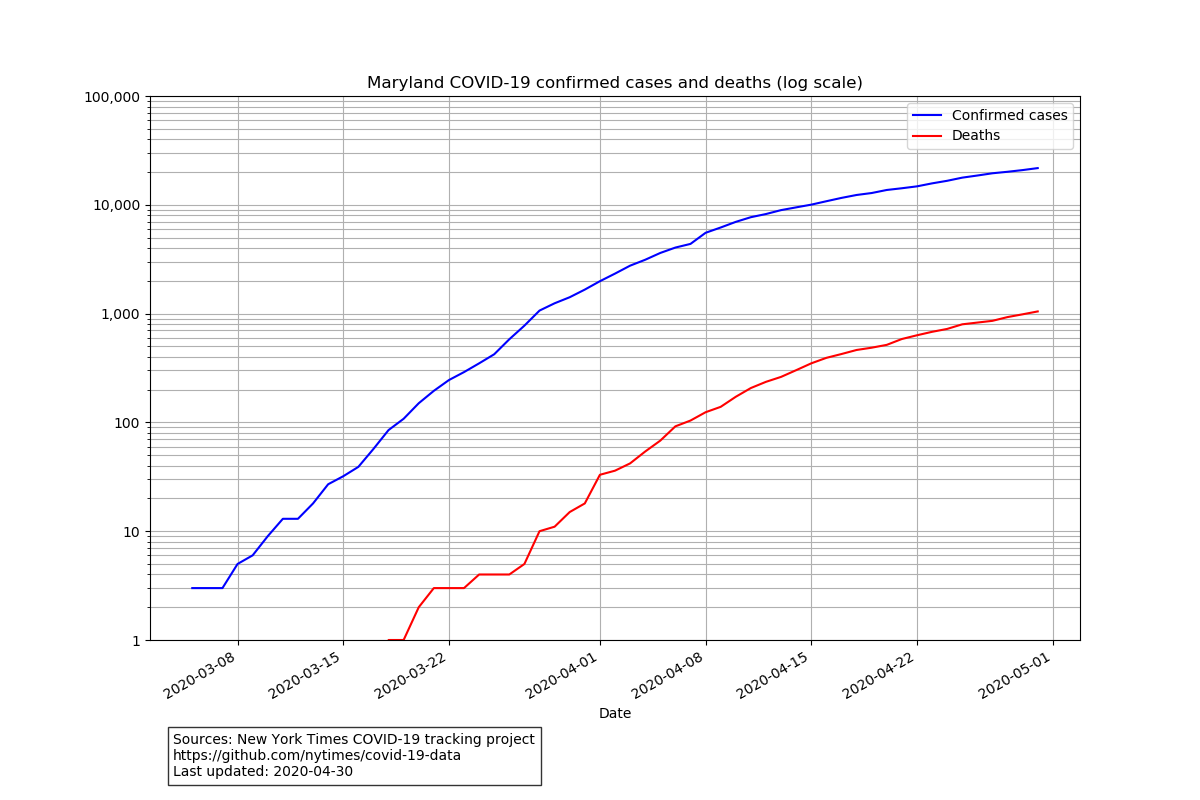 Maryland COVID-19 confirmed cases and deaths (log scale)
100,000
10,000
1,000
100
10
1
Confirmed cases
Deaths
2020-03-08
2020-03-15
2020-03-22
2020-04-01
2020-04-08
2020-04-15
2020-04-22
2020-05-01
Date
Sources: New York Times COVID-19 tracking project
https://github.com/nytimes/covid-19-data
Last updated: 2020-04-30